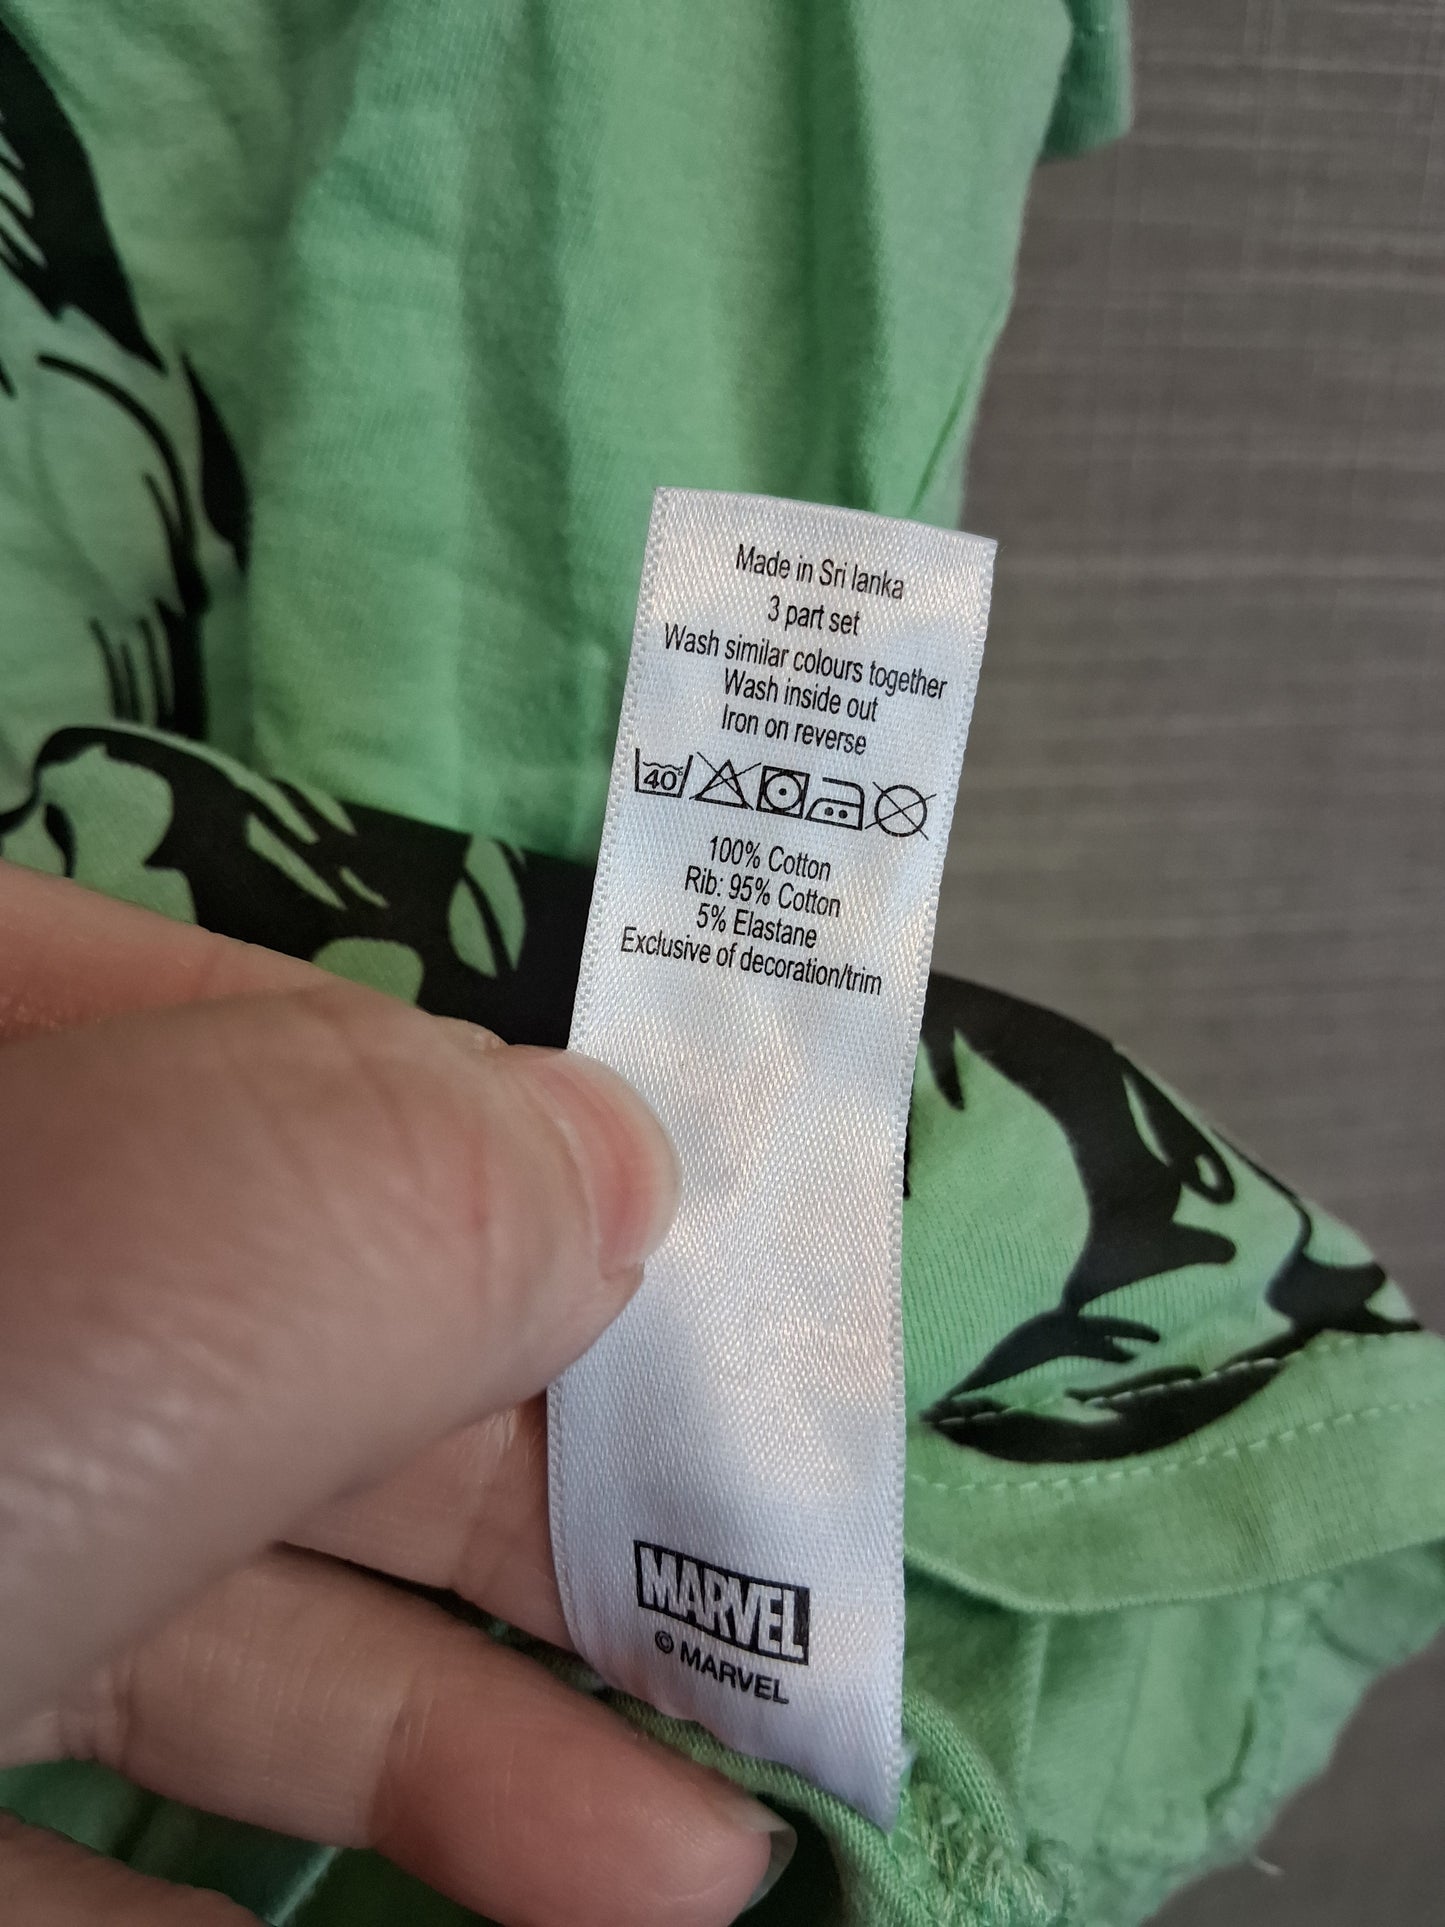 Made in Sri lanka
3 part set
Wash similar colours together
Wash inside out
Iron on reverse
40°
100% Cotton
Rib: 95% Cotton
5% Elastane
Exclusive of decoration/trim
MARVEL
© MARVEL